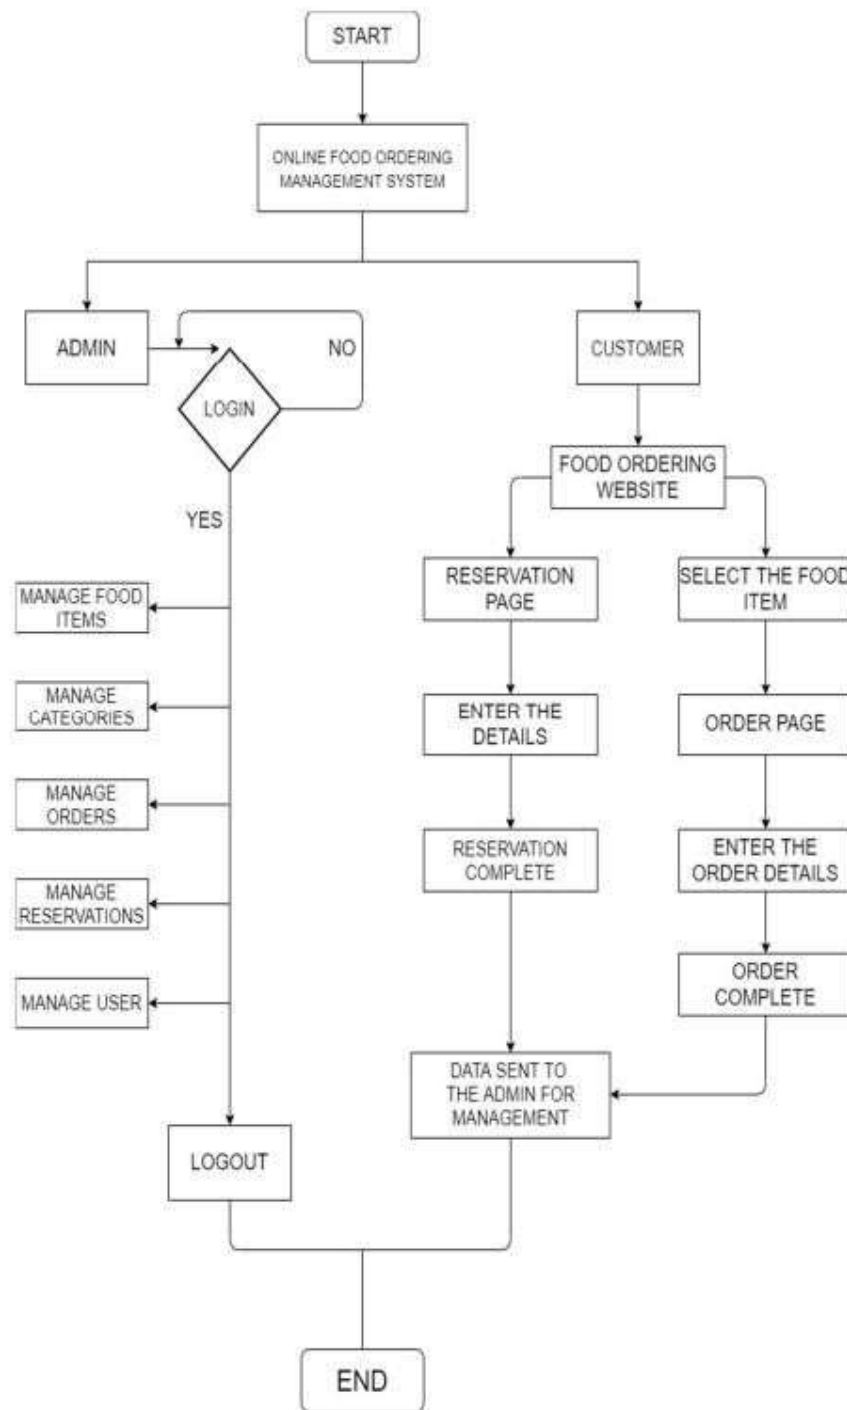 START
ONLINE FOOD ORDERING
MANAGEMENT SYSTEM
ADMIN
NO
LOGIN
YES
MANAGE FOOD
ITEMS
MANAGE
CATEGORIES
MANAGE
ORDERS
MANAGE
RESERVATIONS
MANAGE USER
LOGOUT
CUSTOMER
FOOD ORDERING
WEBSITE
RESERVATION
PAGE
ENTER THE
DETAILS
RESERVATION
COMPLETE
SELECT THE FOOD
ITEM
ORDER PAGE
ENTER THE
ORDER DETAILS
ORDER
COMPLETE
DATA SENT TO
THE ADMIN FOR
MANAGEMENT
END